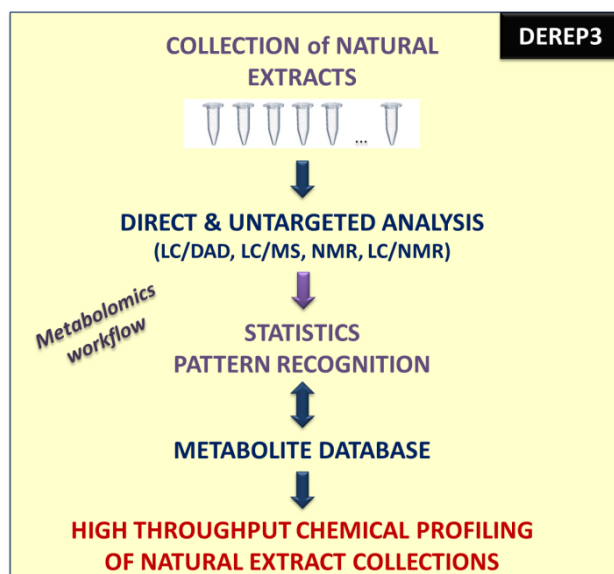 DEREP3
COLLECTION of NATURAL
EXTRACTS
...
DIRECT & UNTARGETED ANALYSIS
(LC/DAD, LC/MS, NMR, LC/NMR)
Metabolomics
workflow
STATISTICS
PATTERN RECOGNITION
METABOLITE DATABASE
HIGH THROUGHPUT CHEMICAL PROFILING
OF NATURAL EXTRACT COLLECTIONS